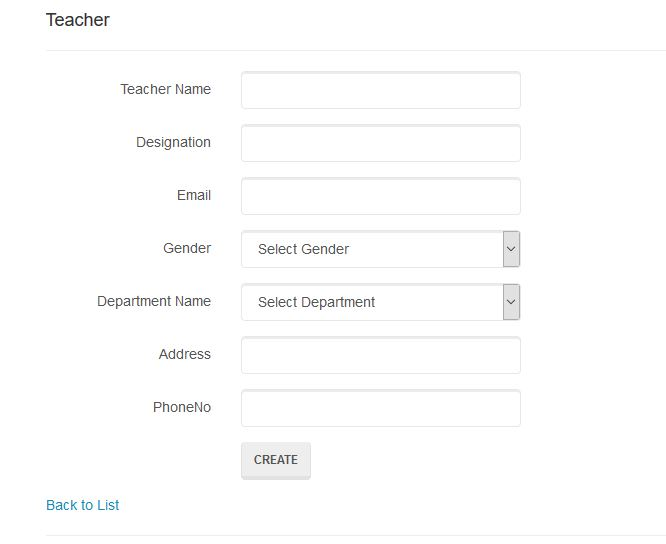 Teacher
Teacher Name
Designation
Email
Gender Select Gender
Department Name Select Department
Address
PhoneNo
CREATE
Back to List